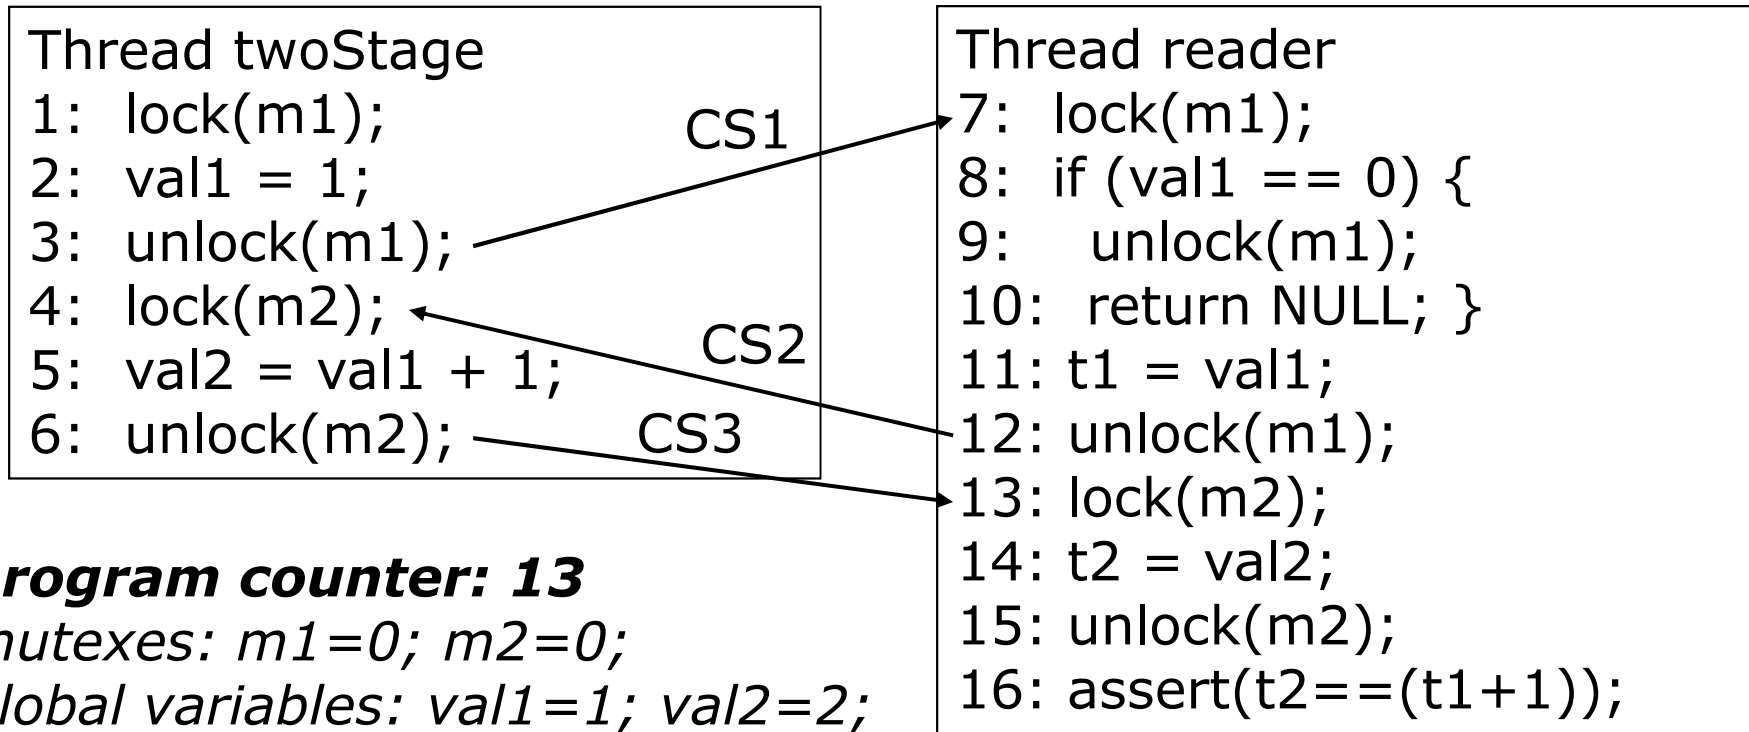 Thread twoStage
1: lock(m1);
2: val1 = 1;
3: unlock(m1);
4: lock(m2);
5: val2 = val1 + 1;
6: unlock(m2);
CS1
CS2
CS3
Thread reader
7: lock(m1);
8: if (val1 == 0) {
9: unlock(m1);
10: return NULL; }
11: t1 = val1;
12: unlock(m1);
13: lock(m2);
14: t2 = val2;
15: unlock(m2);
16: assert(t2==(t1+1));
rogram counter: 13
mutexes: m1=0; m2=0;
lobal variables: val1=1; val2=2;